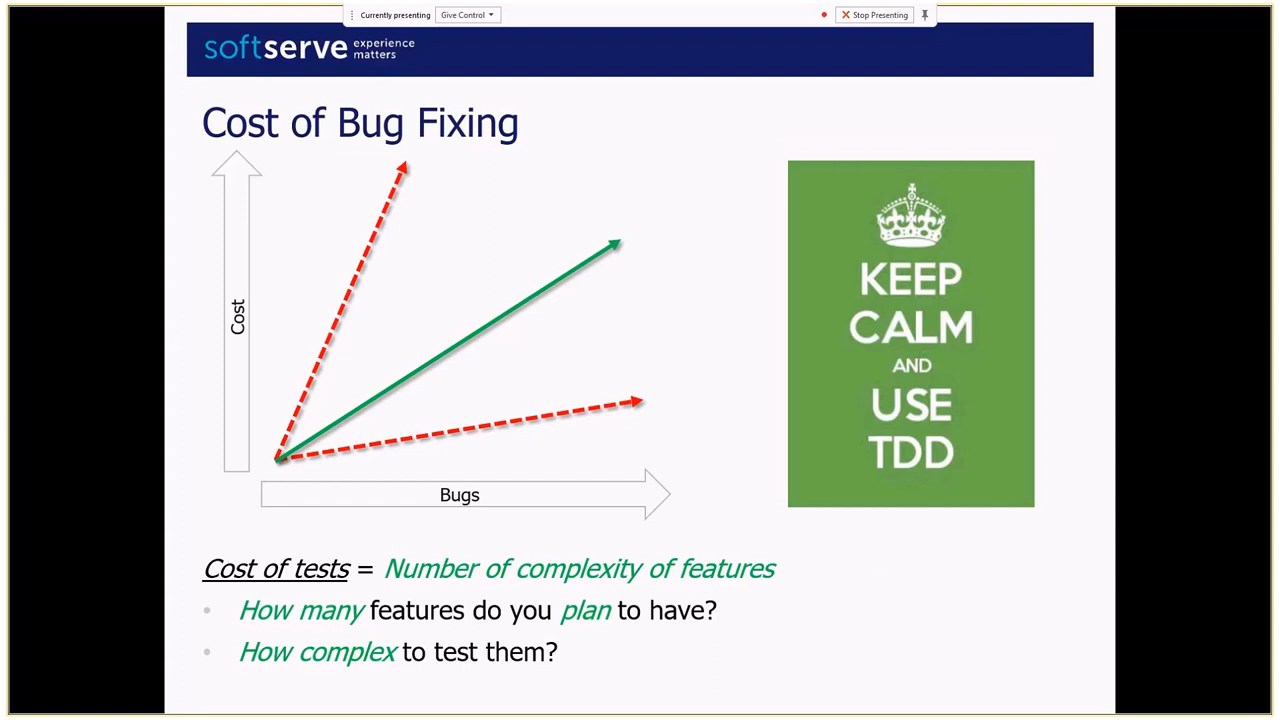 Currently presenting
Give Control
Stop Presenting
softserve experience
matters
Cost of Bug Fixing
Cost
Bugs
KEEP
CALM
AND
USE
TDD
Cost of tests = Number of complexity of features
• How many features do you plan to have?
• How complex to test them?